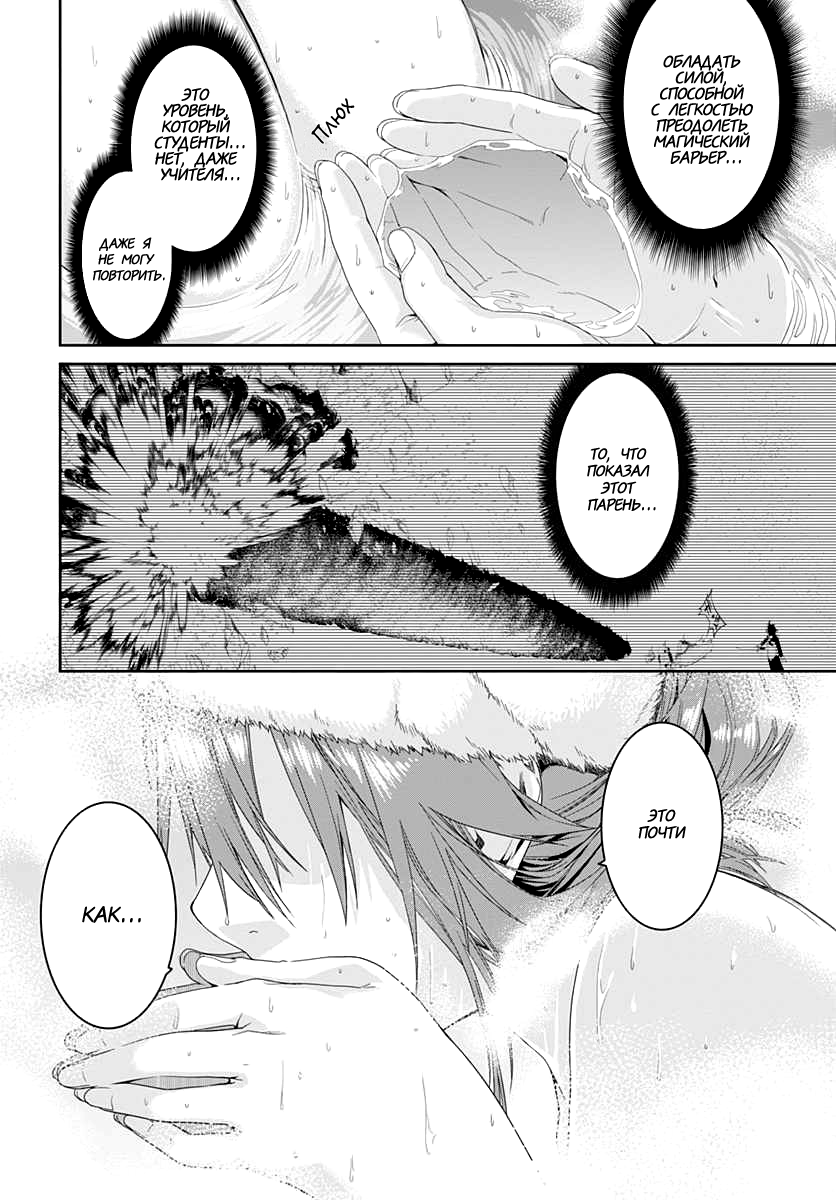 ОБЛАДАТЬ
СИЛОЙ,
СПОСОБНОЙ
С ЛЕГКОСТЬЮ
ПРЕОДОЛЕТЬ
МАГИЧЕСКИЙ
БАРЬЕР...
Плюх
ЭТО
УРОВЕНЬ,
КОТОРЫЙ
СТУДЕНТЫ...
НЕТ, ДАЖЕ
УЧИТЕЛЯ...
ДАЖЕ Я
НЕ МОГУ
ПОВТОРИТЬ.
ТО, ЧТО
ПОКАЗАЛ
ЭТОТ
ПАРЕНЬ...
ЭТО
ПОЧТИ
КАК...